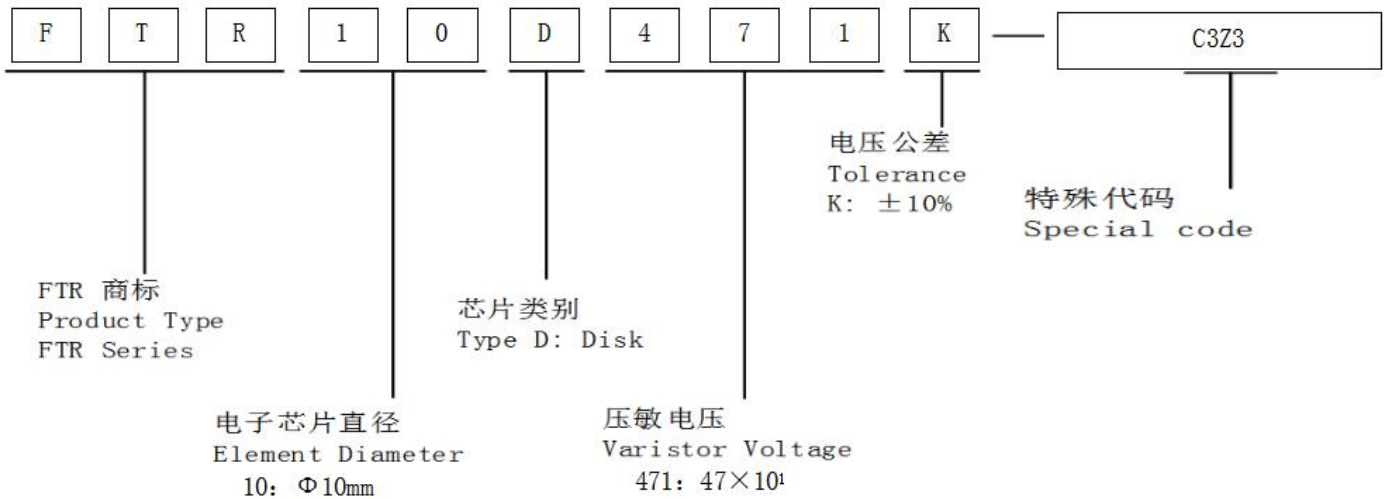 F T R 1 0 D 4 7 1 K — C3Z3
电压公差
Tolerance
K: ±10%
特殊代码
Special code
FTR 商标
Product Type
FTR Series
芯片类别
Type D: Disk
电子芯片直径
Element Diameter
10: Φ10mm
压敏电压
Varistor Voltage
471: 47×10¹